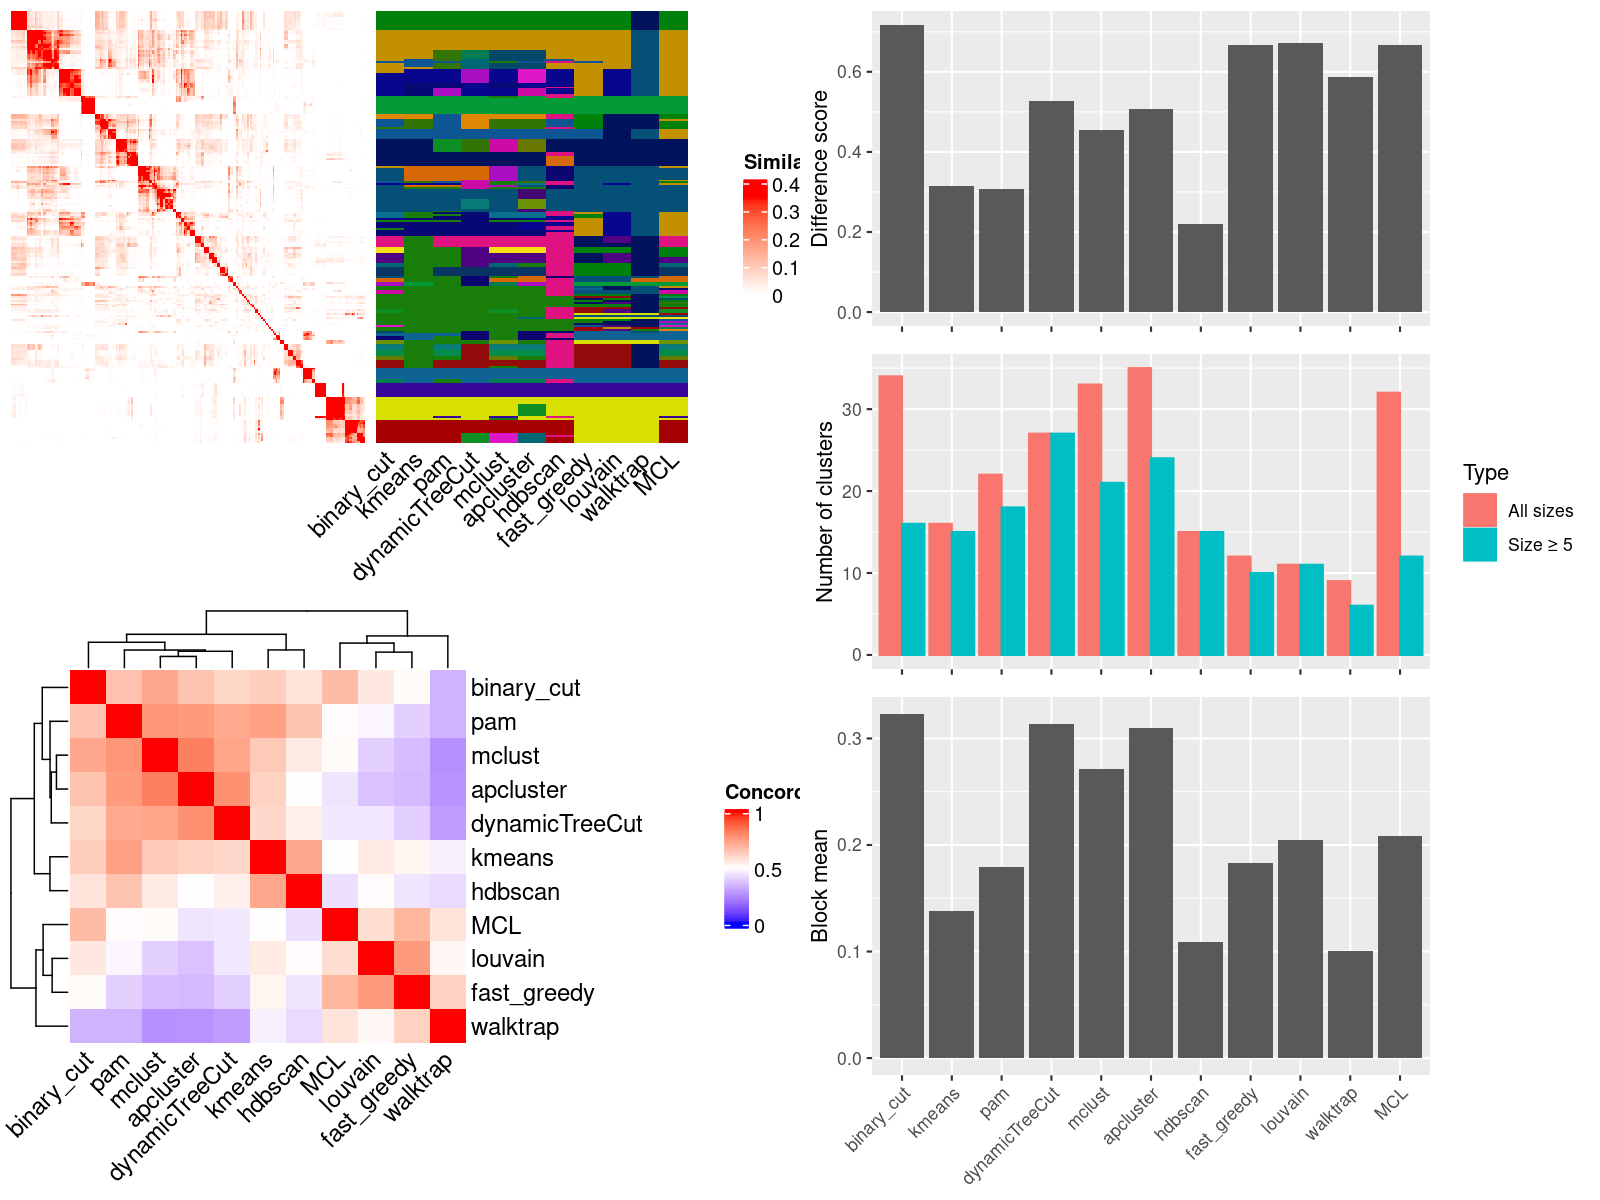 Simila
0.4
0.3
0.2
0.1
0
binary_cut
kmeans
pam
dynamicTreeCut
mclust
apcluster
hdbscan
fast_greedy
louvain
walktrap
MCL
binary_cut
pam
mclust
apcluster
dynamicTreeCut
kmeans
hdbscan
MCL
louvain
fast_greedy
walktrap
binary_cut
pam
mclust
apcluster
dynamicTreeCut
kmeans
hdbscan
MCL
louvain
fast_greedy
walktrap
Concord
1
0.5
0
Difference score
0.6
0.4
0.2
0.0
Number of clusters
30
20
10
0
Type
All sizes
Size ≥ 5
Block mean
0.3
0.2
0.1
0.0
binary_cut
kmeans
pam
dynamicTreeCut
mclust
apcluster
hdbscan
fast_greedy
louvain
walktrap
MCL